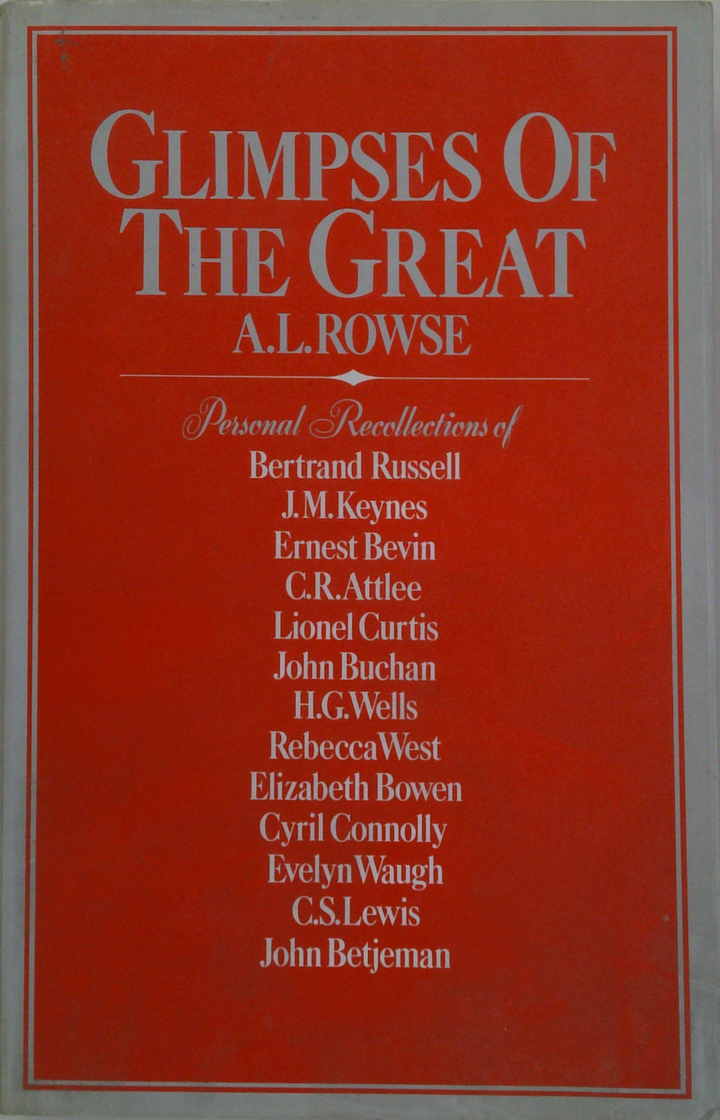 GLIMPSES OF
THE GREAT
A.L.ROWSE
Personal Recollections of
Bertrand Russell
J.M.Keynes
Ernest Bevin
C.R.Attlee
Lionel Curtis
John Buchan
H.G.Wells
Rebecca West
Elizabeth Bowen
Cyril Connolly
Evelyn Waugh
C.S.Lewis
John Betjeman